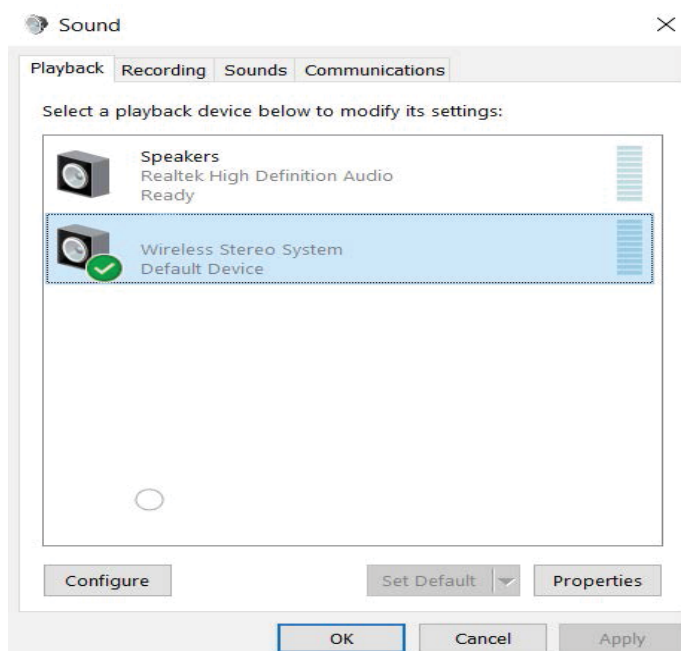 Sound
Playback Recording Sounds Communications
Select a playback device below to modify its settings:
Speakers
Realtek High Definition Audio
Ready
Wireless Stereo System
Default Device
Configure Set Default Properties
OK Cancel Apply